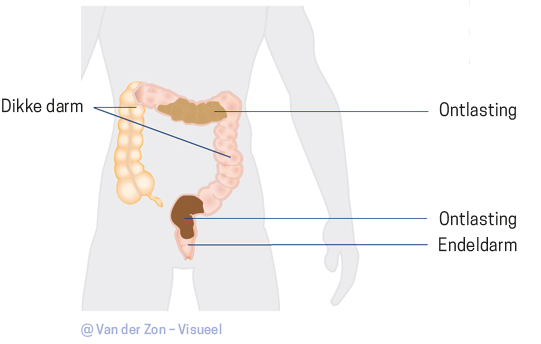 Dikke darm
Ontlasting
Ontlasting
Endeldarm
@ Van der Zon – Visueel